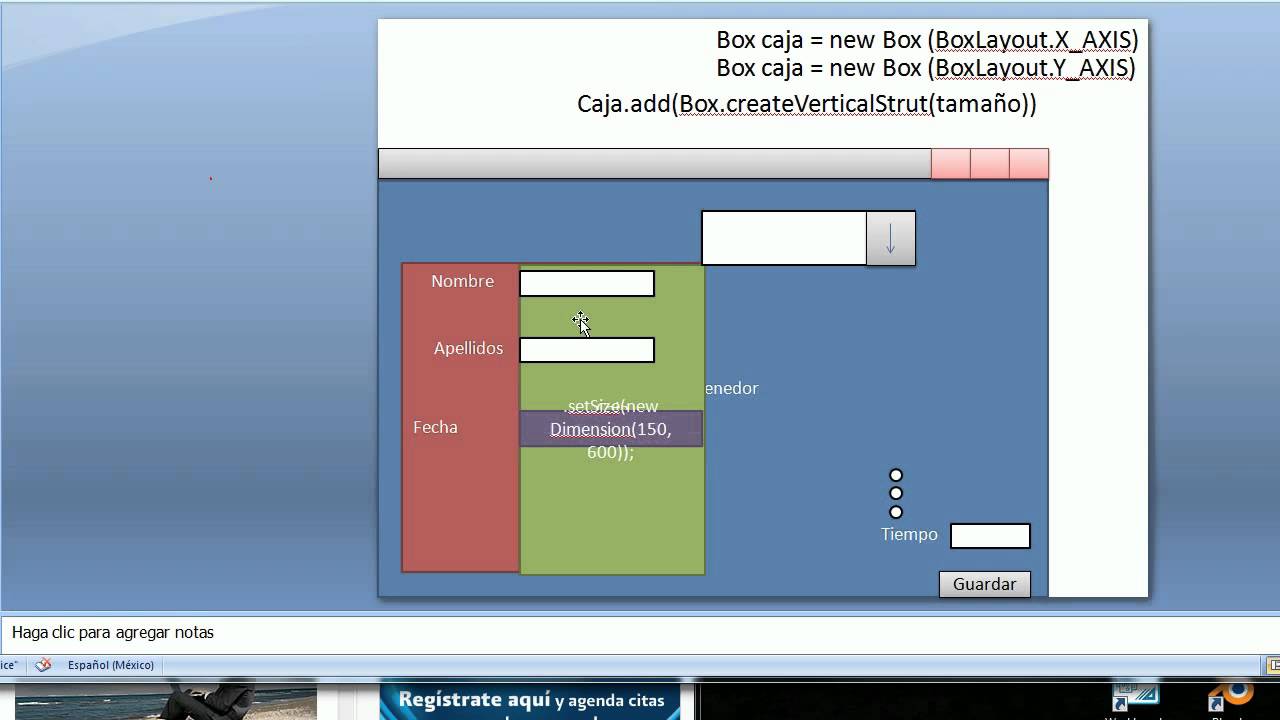 Box caja = new Box (BoxLayout.X_AXIS)
Box caja = new Box (BoxLayout.Y_AXIS)
Caja.add(Box.createVerticalStrut(tamaño))
Nombre
Apellidos
enedor
.setSize(new
Fecha
Dimension(150,
600));
Tiempo
Guardar
Haga clic para agregar notas
ice"
Español (México)
Regístrate aquí y agenda citas